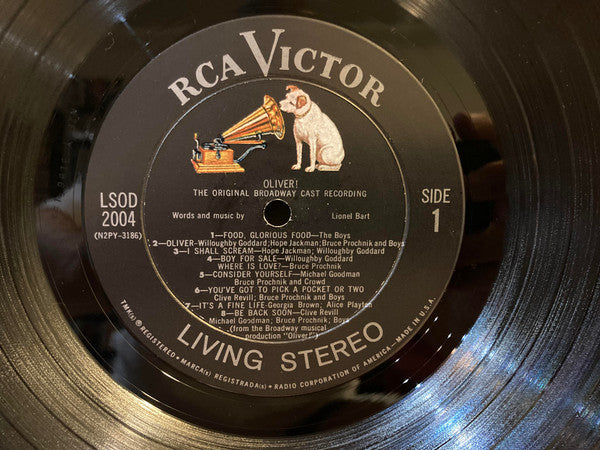 RCA VICTOR
OLIVER!
THE ORIGINAL BROADWAY CAST RECORDING
LSOD
2004
(N2PY-3186)
SIDE
1
Words and music by Lionel Bart
1—FOOD, GLORIOUS FOOD—The Boys
2—OLIVER—Willoughby Goddard; Hope Jackman; Bruce Prochnik and Boys
3—I SHALL SCREAM—Hope Jackman; Willoughby Goddard
4—BOY FOR SALE—Willoughby Goddard
WHERE IS LOVE?—Bruce Prochnik
5—CONSIDER YOURSELF—Michael Goodman
Bruce Prochnik and Crowd
6—YOU'VE GOT TO PICK A POCKET OR TWO
Clive Revill; Bruce Prochnik and Boys
7—IT'S A FINE LIFE—Georgia Brown; Alice Playten
8—BE BACK SOON—Clive Revill
Michael Goodman; Bruce Prochnik; Boys
(from the Broadway musical
production "Oliver!")
LIVING STEREO
TMK(s) ® REGISTERED • MARCA(s) REGISTRADA(s) • RADIO CORPORATION OF AMERICA—MADE IN U.S.A.